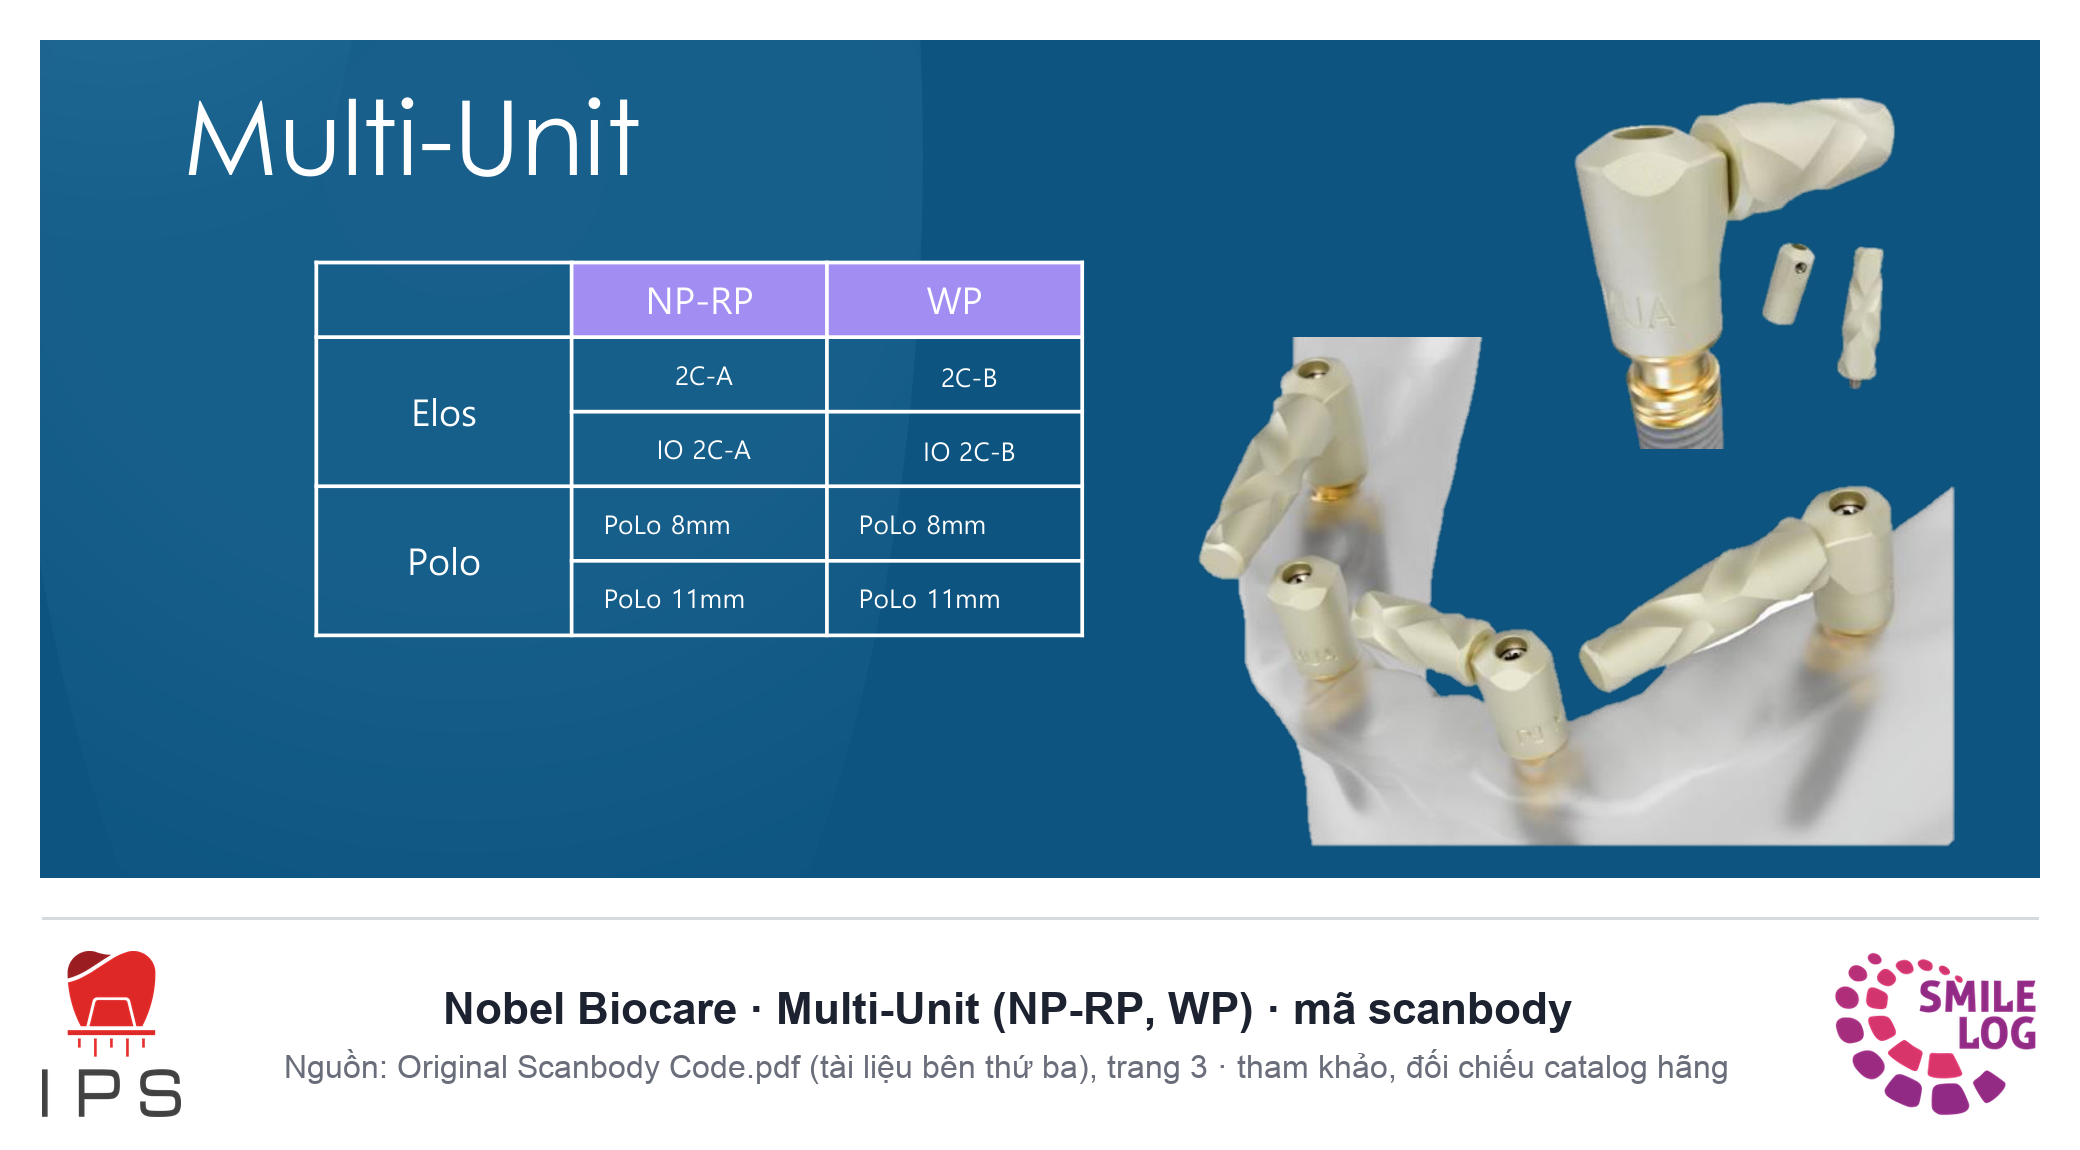 Multi-Unit
NP-RP WP
Elos
2C-A 2C-B
IO 2C-A IO 2C-B
Polo
PoLo 8mm PoLo 8mm
PoLo 11mm PoLo 11mm
IPS
Nobel Biocare · Multi-Unit (NP-RP, WP) · mã scanbody
Nguồn: Original Scanbody Code.pdf (tài liệu bên thứ ba), trang 3 · tham khảo, đối chiếu catalog hãng
SMILE
LOG